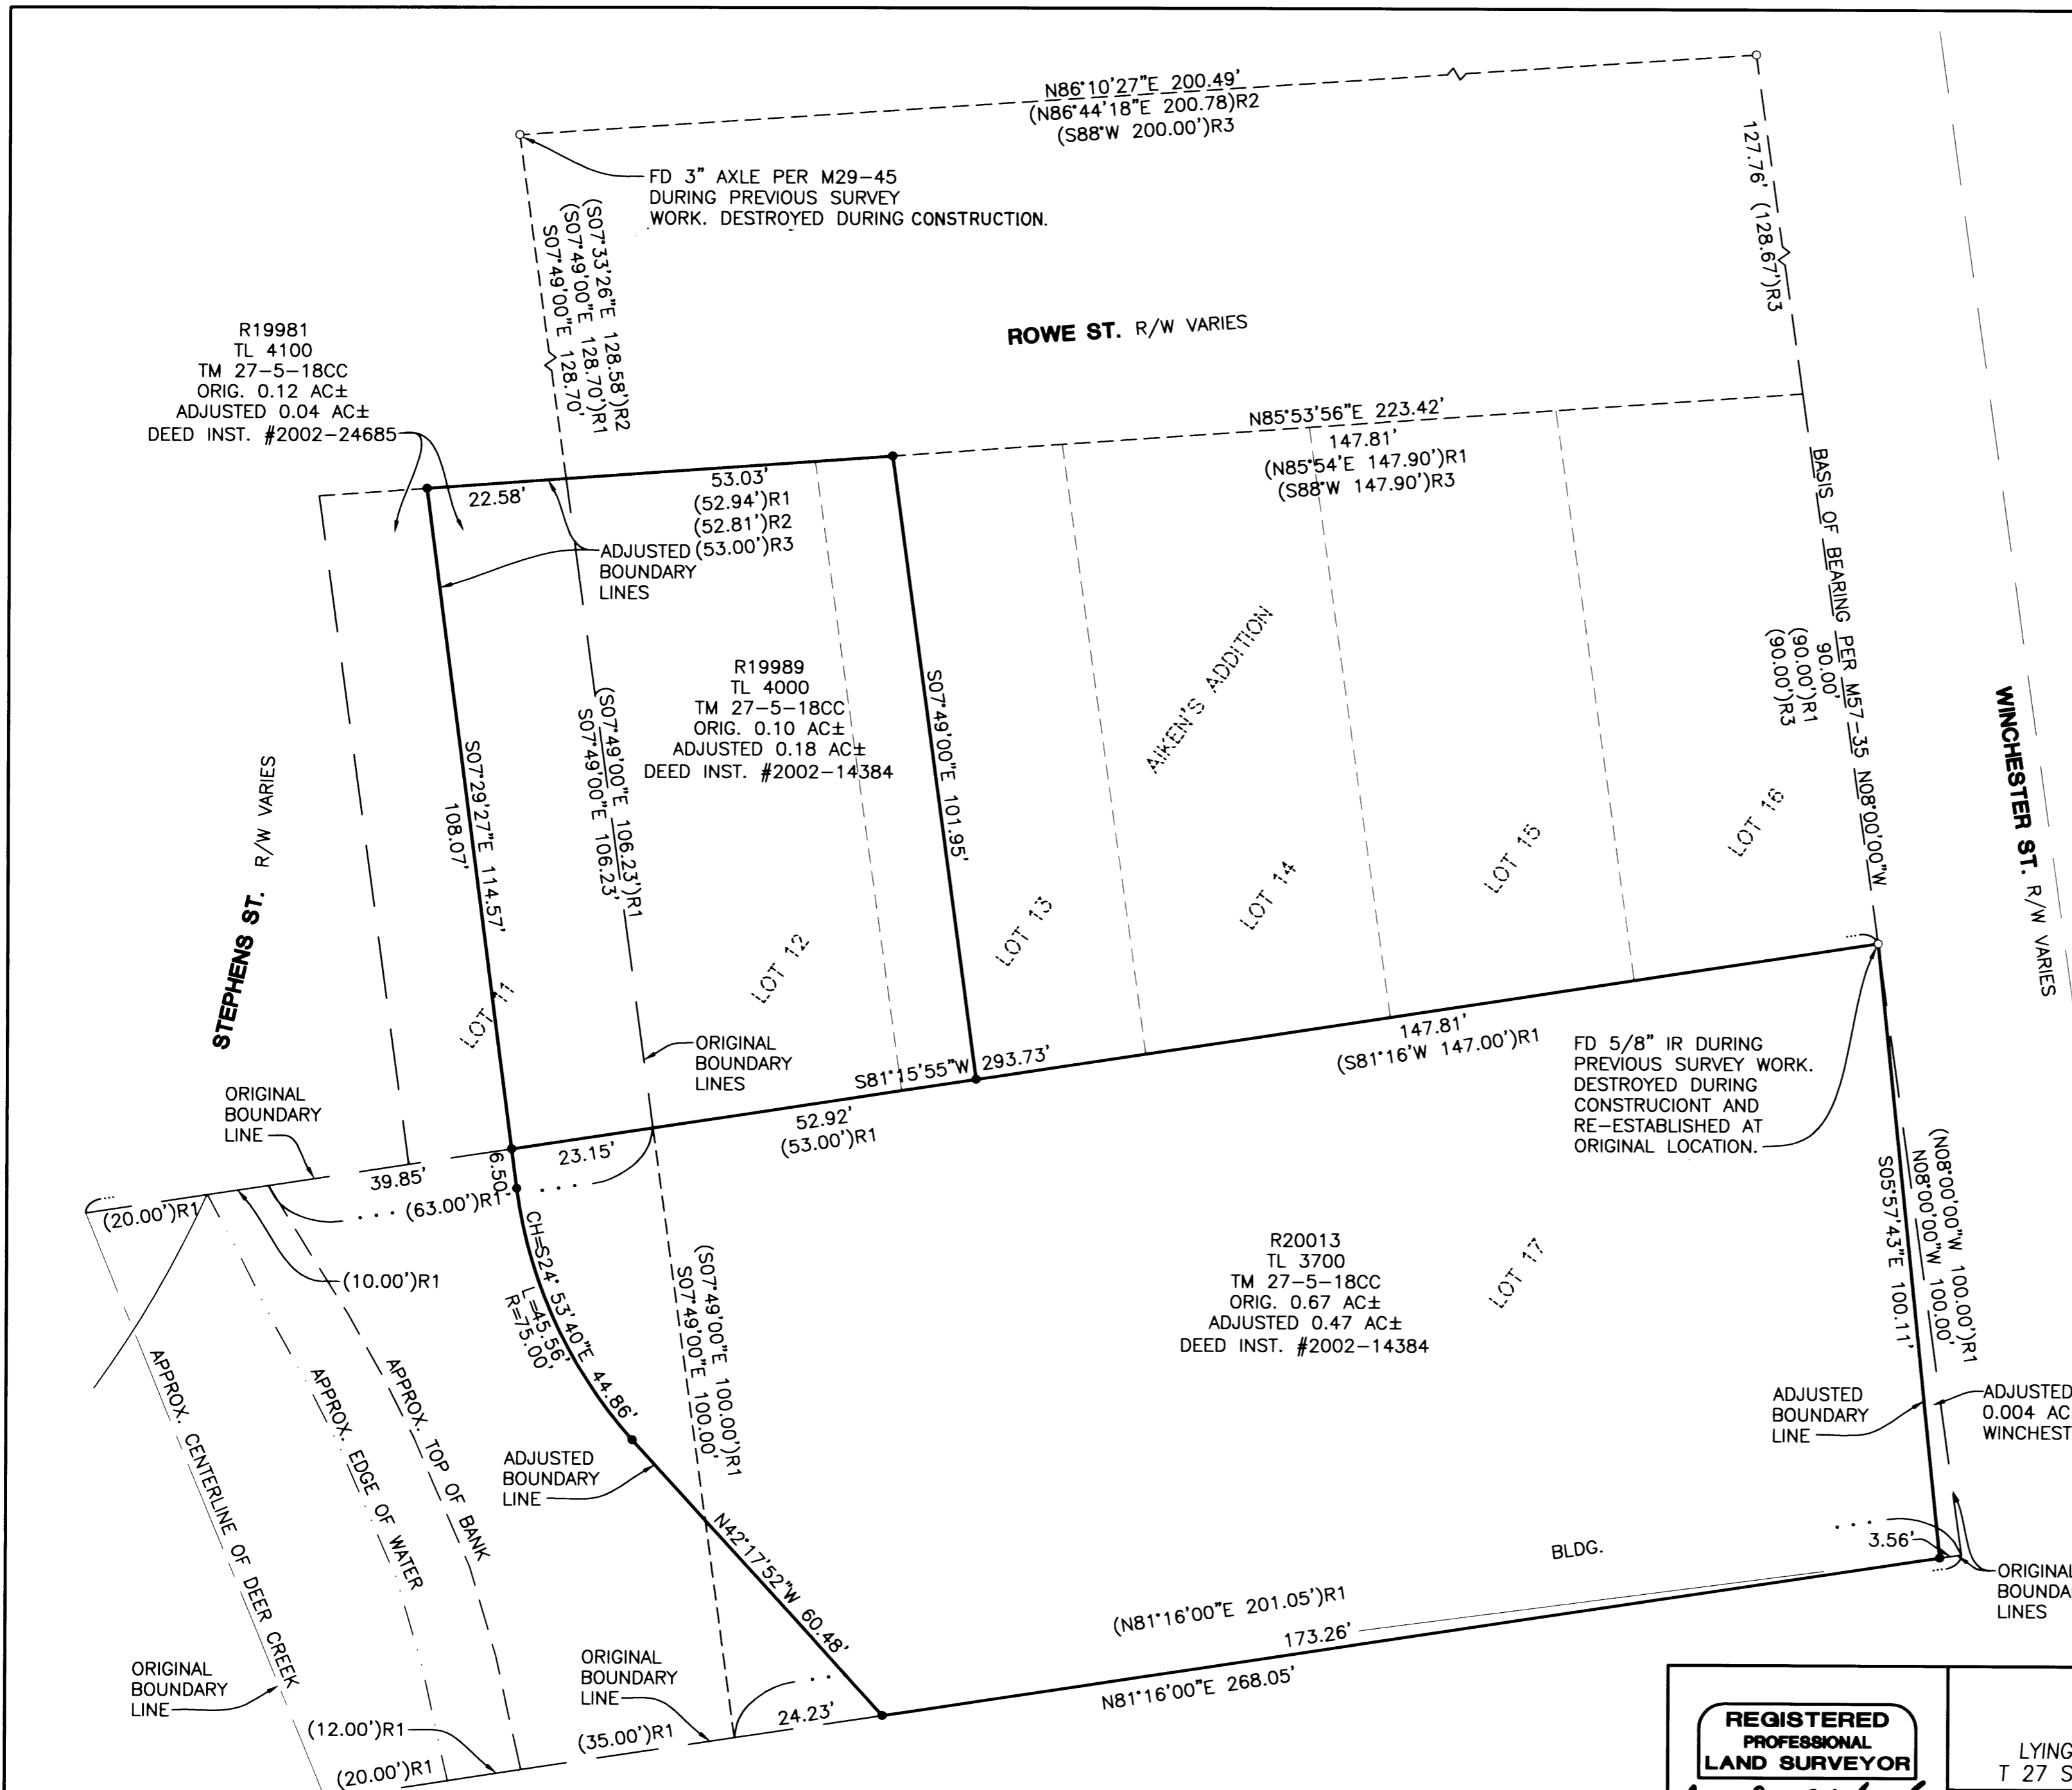 N86°10'27"E 200.49'
(N86°44'18"E 200.78)R2
(S88°W 200.00')R3
127.76' (128.67')R3
FD 3" AXLE PER M29-45
DURING PREVIOUS SURVEY
WORK. DESTROYED DURING CONSTRUCTION.
(S07°33'26"E 128.58')R2
(S07°49'00"E 128.70')R1
S07°49'00"E 128.70'
ROWE ST. R/W VARIES
R19981
TL 4100
TM 27-5-18CC
ORIG. 0.12 AC±
ADJUSTED 0.04 AC±
DEED INST. #2002-24685
N85°53'56"E 223.42'
147.81'
(N85°54'E 147.90')R1
(S88°W 147.90')R3
22.58'
53.03'
(52.94')R1
(52.81')R2
(53.00')R3
ADJUSTED
BOUNDARY
LINES
BASIS OF BEARING PER M57-35 N08°00'00"W
90.00'
(90.00')R1
(90.00')R3
WINCHESTER ST. R/W VARIES
R19989
TL 4000
TM 27-5-18CC
ORIG. 0.10 AC±
ADJUSTED 0.18 AC±
DEED INST. #2002-14384
(S07°49'00"E 106.23')R1
S07°49'00"E 106.23'
S07°49'00"E 101.95'
AIKEN'S ADDITION
S07°29'27"E 114.57'
108.07'
STEPHENS ST. R/W VARIES
LOT 11
LOT 12
LOT 13
LOT 14
LOT 15
LOT 16
ORIGINAL
BOUNDARY
LINES
S81°15'55"W 293.73'
147.81'
(S81°16'W 147.00')R1
FD 5/8" IR DURING
PREVIOUS SURVEY WORK.
DESTROYED DURING
CONSTRUCIONT AND
RE-ESTABLISHED AT
ORIGINAL LOCATION.
ORIGINAL
BOUNDARY
LINE
52.92'
(53.00')R1
23.15'
6.50'
39.85'
(63.00')R1
(20.00')R1
(10.00')R1
CH=S24°53'40"E 44.86'
L=45.56'
R=75.00'
(S07°49'00"E 100.00')R1
S07°49'00"E 100.00'
R20013
TL 3700
TM 27-5-18CC
ORIG. 0.67 AC±
ADJUSTED 0.47 AC±
DEED INST. #2002-14384
LOT 17
(N08°00'00"W 100.00')R1
N08°00'00"W 100.00'
S05°57'43"E 100.11'
ADJUSTED
BOUNDARY
LINE
ADJUSTED
0.004 AC
WINCHEST
APPROX. CENTERLINE OF DEER CREEK
APPROX. EDGE OF WATER
APPROX. TOP OF BANK
ADJUSTED
BOUNDARY
LINE
N42°17'52"W 60.48'
BLDG.
3.56'
ORIGINAL
BOUNDA
LINES
(N81°16'00"E 201.05')R1
173.26'
N81°16'00"E 268.05'
ORIGINAL
BOUNDARY
LINE
ORIGINAL
BOUNDARY
LINE
24.23'
(35.00')R1
(12.00')R1
(20.00')R1
REGISTERED
PROFESSIONAL
LAND SURVEYOR
LYING
T 27 S